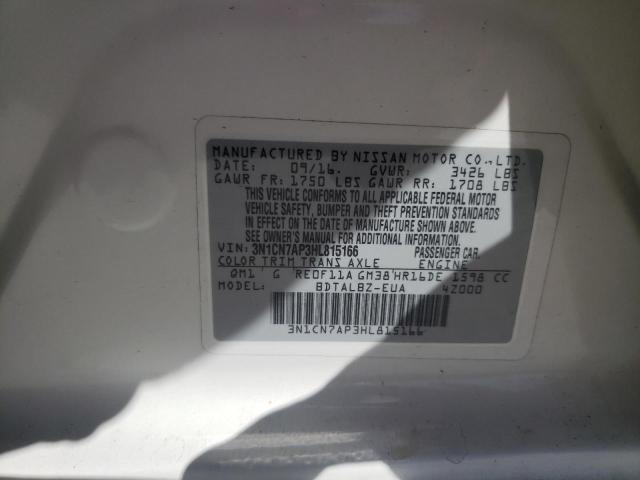 MANUFACTURED BY NISSAN MOTOR CO.,LTD.
DATE: 09/16. GVWR: 3426 LBS
GAWR FR: 1750 LBS GAWR RR: 1708 LBS
THIS VEHICLE CONFORMS TO ALL APPLICABLE FEDERAL MOTOR
VEHICLE SAFETY, BUMPER AND THEFT PREVENTION STANDARDS
IN EFFECT ON THE DATE OF MANUFACTURE SHOWN ABOVE.
SEE OWNER'S MANUAL FOR ADDITIONAL INFORMATION.
VIN: 3N1CN7AP3HL815166 PASSENGER CAR.
COLOR TRIM TRANS AXLE ENGINE
QM1 G RE0F11A GM38 HR16DE 1598 CC
MODEL: BDTALBZ-EUA 4Z000
3N1CN7AP3HL815166